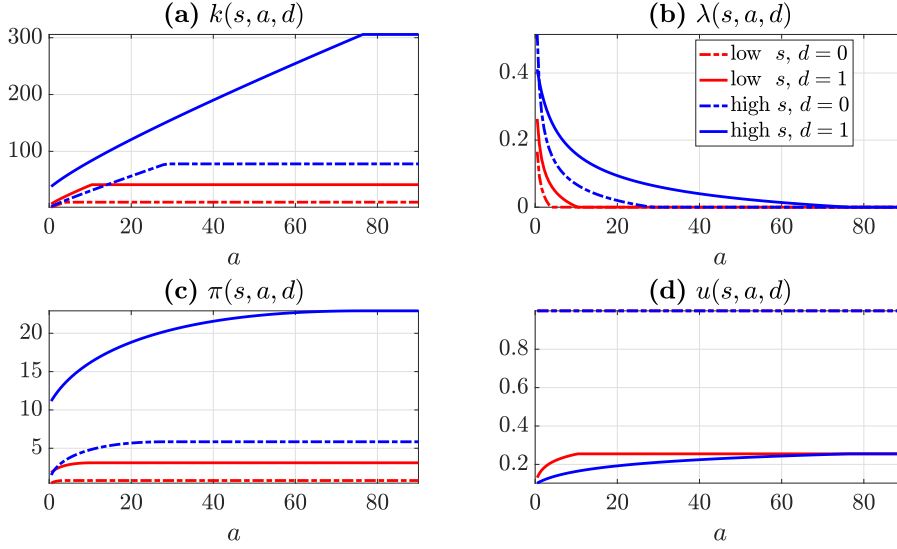 (a) k(s, a, d)
300
200
100
0 20 40 60 80
a
(b) λ(s, a, d)
0.4
0.2
0
0 20 40 60 80
a
low s, d = 0
low s, d = 1
high s, d = 0
high s, d = 1
(c) π(s, a, d)
20
15
10
5
0 20 40 60 80
a
(d) u(s, a, d)
0.8
0.6
0.4
0.2
0 20 40 60 80
a